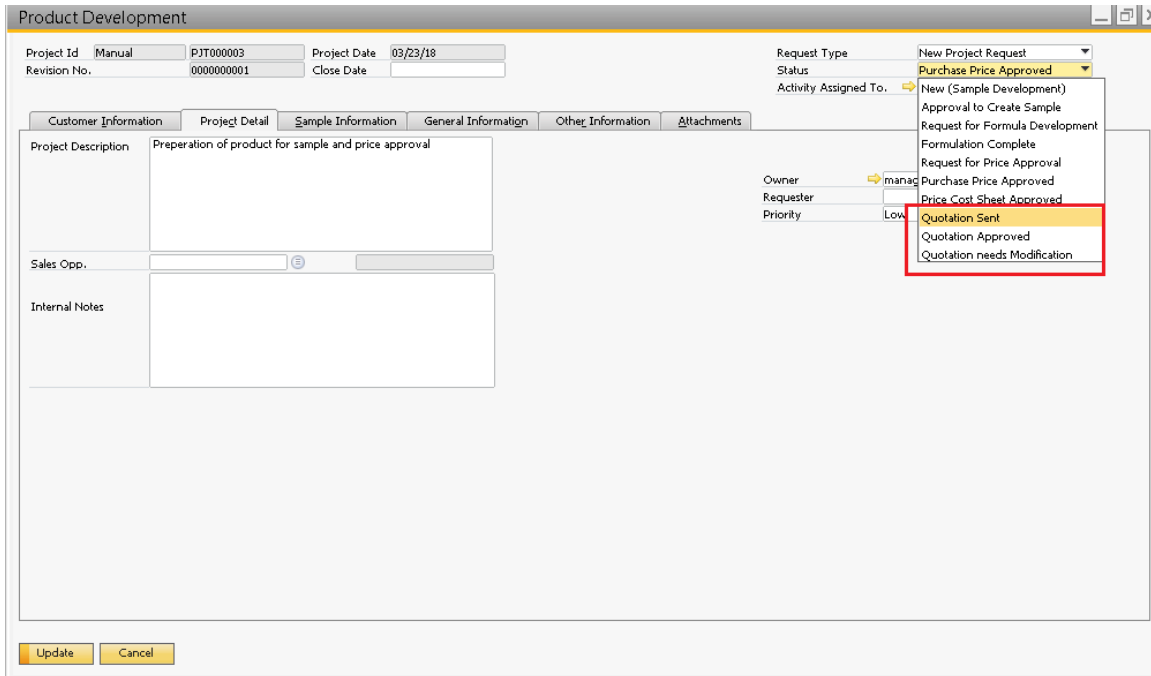 Product Development
Project Id Manual PJT000003 Project Date 03/23/18
Revision No. 0000000001 Close Date
Request Type New Project Request
Status Purchase Price Approved
Activity Assigned To.
New (Sample Development)
Approval to Create Sample
Request for Formula Development
Formulation Complete
Request for Price Approval
Purchase Price Approved
Price Cost Sheet Approved
Quotation Sent
Quotation Approved
Quotation needs Modification
Customer Information Project Detail Sample Information General Information Other Information Attachments
Project Description Preperation of product for sample and price approval
Owner manag
Requester
Priority Low
Sales Opp.
Internal Notes
Update Cancel